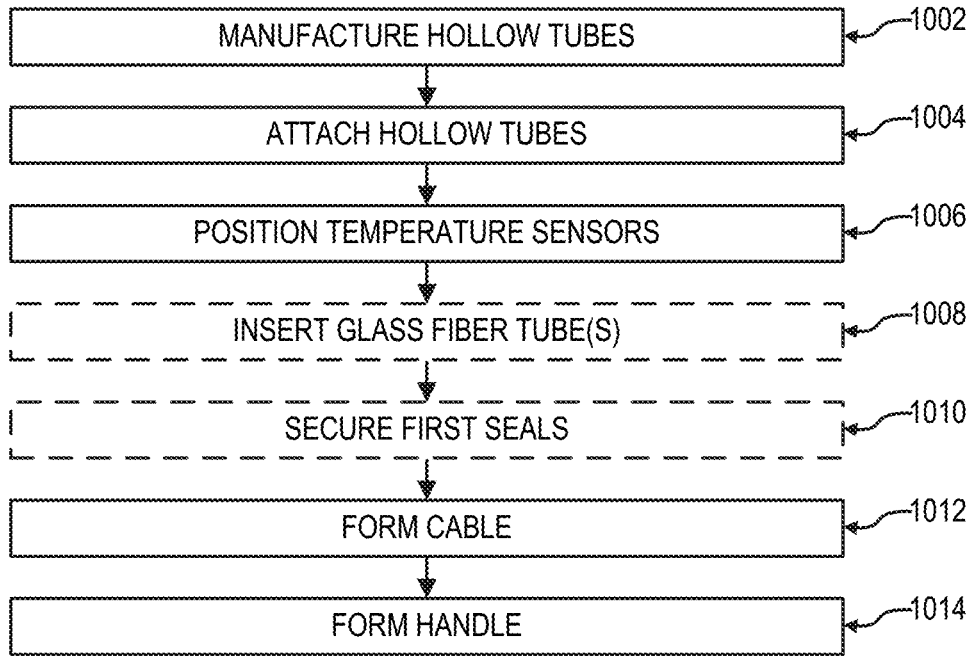 MANUFACTURE HOLLOW TUBES 1002
ATTACH HOLLOW TUBES 1004
POSITION TEMPERATURE SENSORS 1006
INSERT GLASS FIBER TUBE(S) 1008
SECURE FIRST SEALS 1010
FORM CABLE 1012
FORM HANDLE 1014